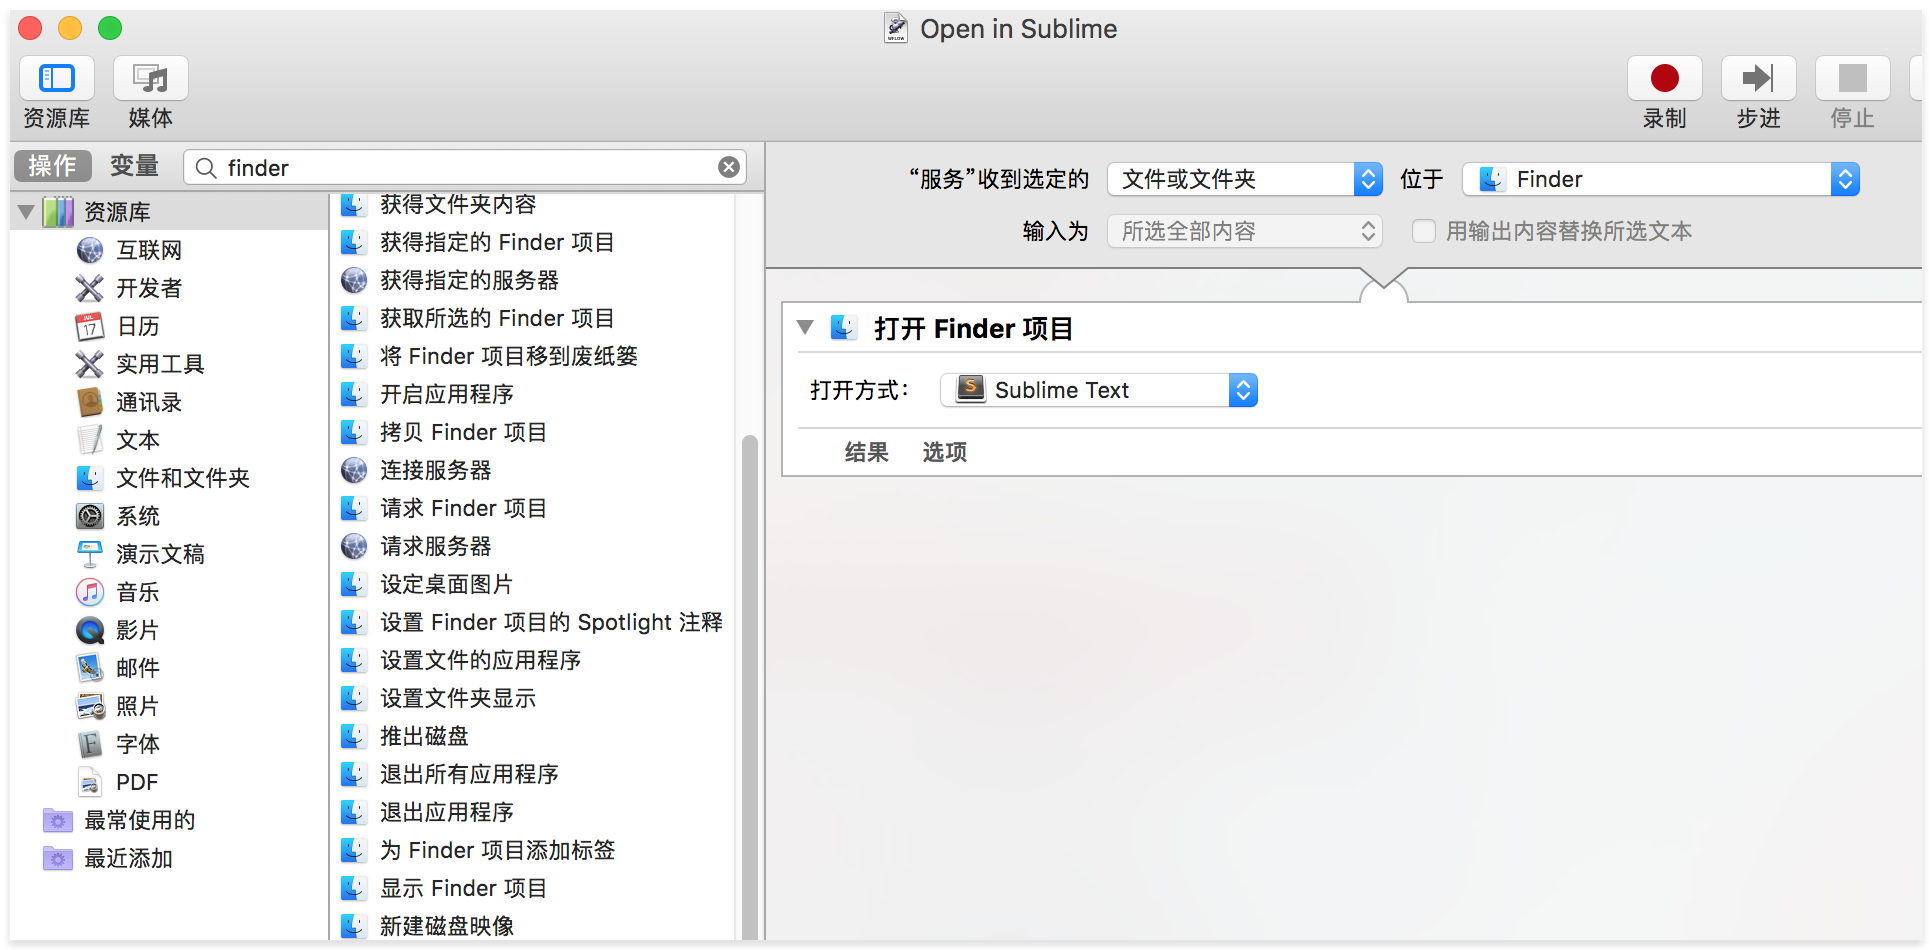 Open in Sublime
资源库
媒体
录制
步进
停止
操作
变量
finder
资源库
互联网
开发者
日历
实用工具
通讯录
文本
文件和文件夹
系统
演示文稿
音乐
影片
邮件
照片
字体
PDF
最常使用的
最近添加
获得文件夹内容
获得指定的 Finder 项目
获得指定的服务器
获取所选的 Finder 项目
将 Finder 项目移到废纸篓
开启应用程序
拷贝 Finder 项目
连接服务器
请求 Finder 项目
请求服务器
设定桌面图片
设置 Finder 项目的 Spotlight 注释
设置文件的应用程序
设置文件夹显示
推出磁盘
退出所有应用程序
退出应用程序
为 Finder 项目添加标签
显示 Finder 项目
新建磁盘映像
“服务”收到选定的 文件或文件夹 位于 Finder
输入为 所选全部内容 用输出内容替换所选文本
打开 Finder 项目
打开方式： Sublime Text
结果 选项